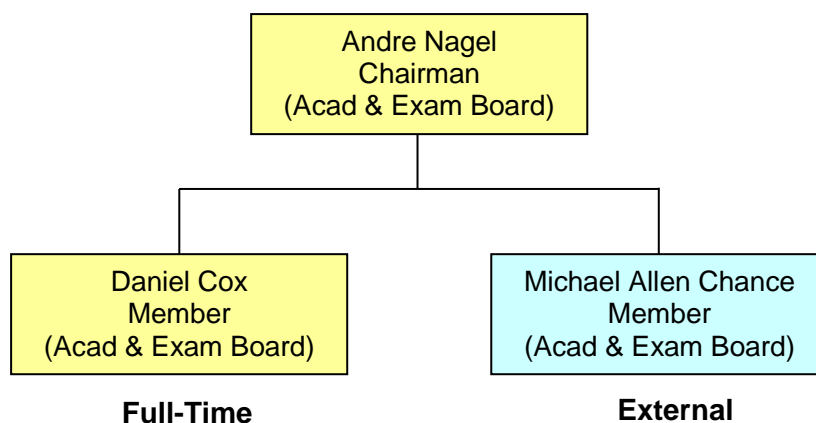 Andre Nagel
Chairman
(Acad & Exam Board)
Daniel Cox
Member
(Acad & Exam Board)
Michael Allen Chance
Member
(Acad & Exam Board)
Full-Time
External